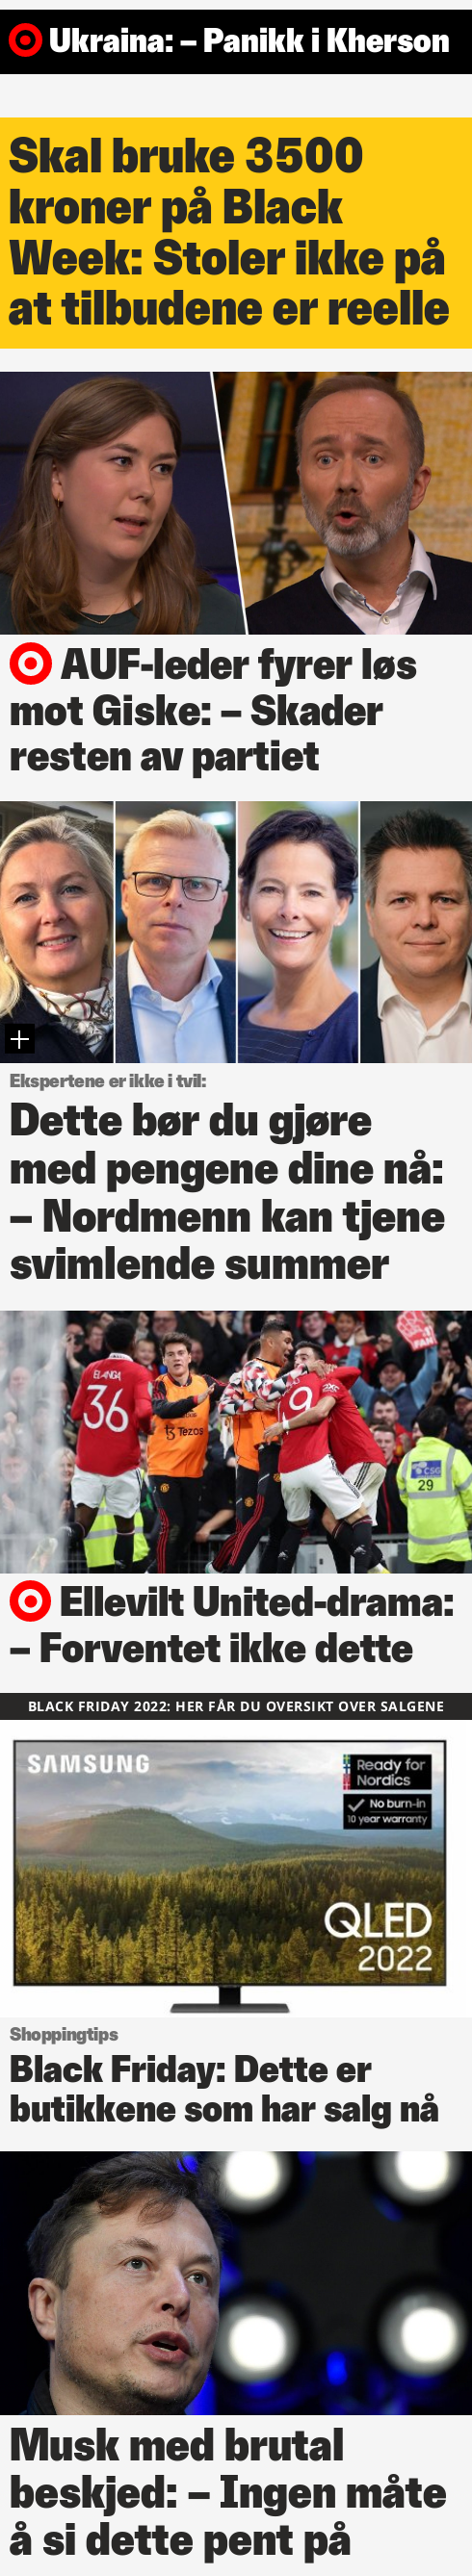 Ukraina: – Panikk i Kherson
Skal bruke 3500
kroner på Black
Week: Stoler ikke på
at tilbudene er reelle
AUF-leder fyrer løs
mot Giske: – Skader
resten av partiet
Ekspertene er ikke i tvil:
Dette bør du gjøre
med pengene dine nå:
– Nordmenn kan tjene
svimlende summer
ELANGA
36
Tezos
9
CSG
29
FAN!
Ellevilt United-drama:
– Forventet ikke dette
BLACK FRIDAY 2022: HER FÅR DU OVERSIKT OVER SALGENE
SAMSUNG
Ready for
Nordics
No burn-in
10 year warranty
QLED
2022
Shoppingtips
Black Friday: Dette er
butikkene som har salg nå
Musk med brutal
beskjed: – Ingen måte
å si dette pent på